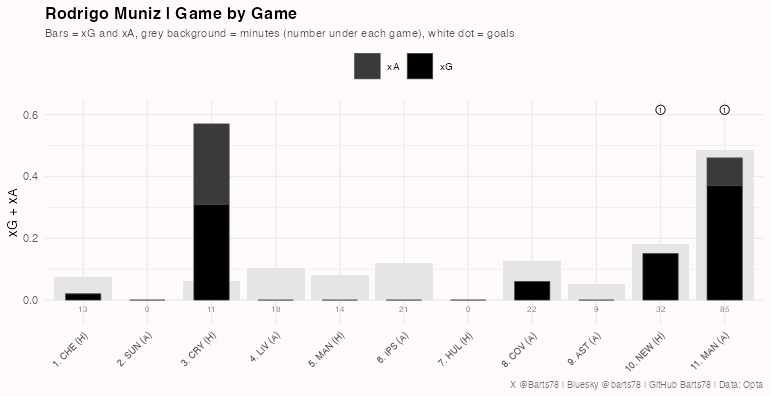 Rodrigo Muniz | Game by Game
Bars = xG and xA, grey background = minutes (number under each game), white dot = goals
xA xG
xG + xA
0.6
0.4
0.2
0.0
1 1
13 0 11 18 14 21 0 22 9 32 85
1. CHE (H)
2. SUN (A)
3. CRY (H)
4. LIV (A)
5. MAN (H)
6. IPS (A)
7. HUL (H)
8. COV (A)
9. AST (A)
10. NEW (H)
11. MAN (A)
X @Barts78 | Bluesky @barts78 | GitHub Barts78 | Data: Opta